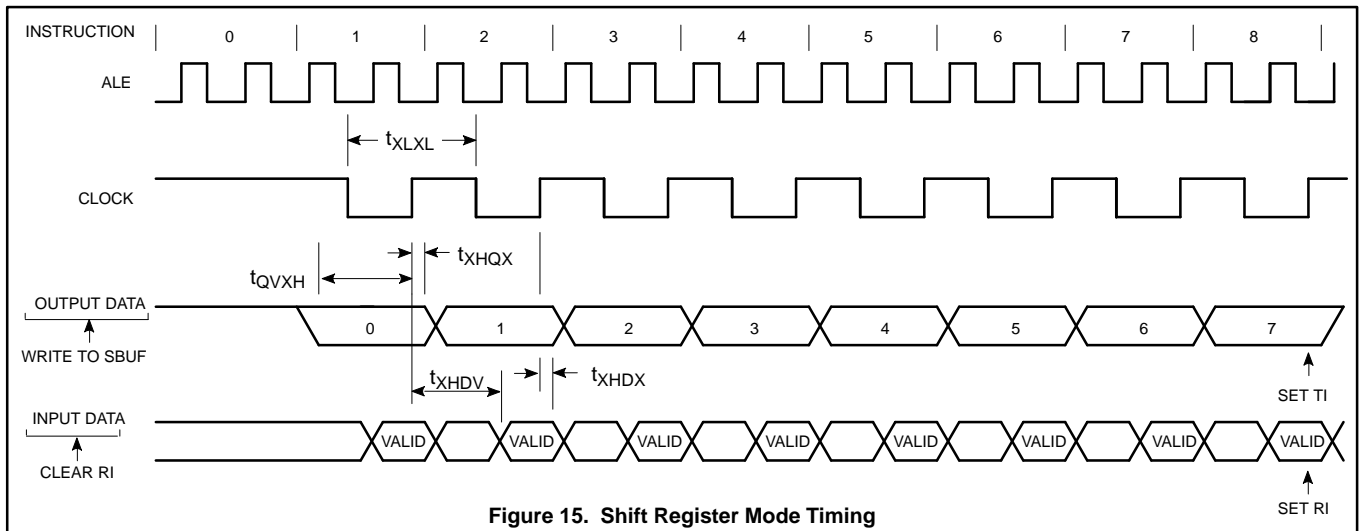 INSTRUCTION 0 1 2 3 4 5 6 7 8
ALE
tXLXL
CLOCK
tXHQX
tQVXH
OUTPUT DATA
0 1 2 3 4 5 6 7
WRITE TO SBUF
tXHDV
tXHDX
SET TI
INPUT DATA
VALID VALID VALID VALID VALID VALID VALID VALID
CLEAR RI
SET RI
Figure 15. Shift Register Mode Timing